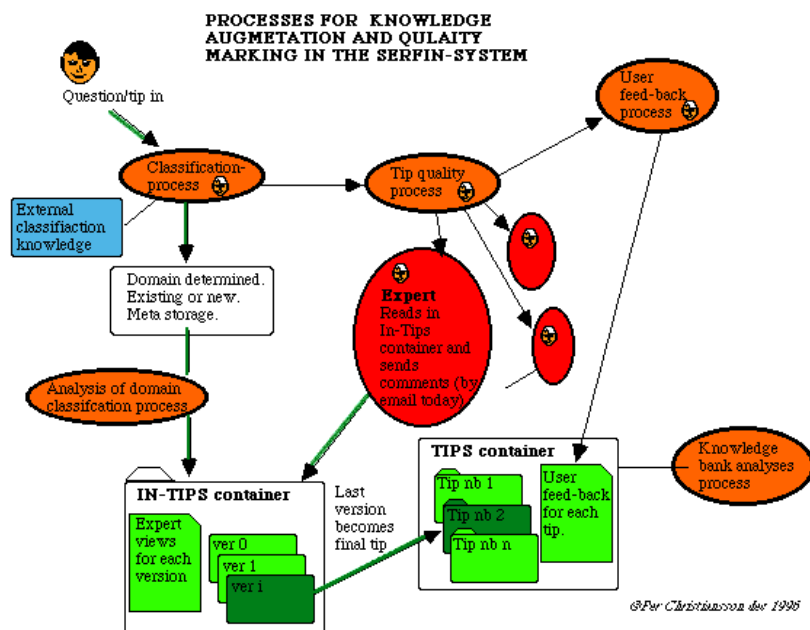 PROCESSES FOR KNOWLEDGE
AUGMETATION AND QULAITY
MARKING IN THE SERFIN-SYSTEM
Question/tip in
User
feed-back
process
Classification-
process
Tip quality
process
External
classifiaction
knowledge
Domain determined.
Existing or new.
Meta storage.
Expert
Reads in
In-Tips
container and
sends
comments (by
email today)
Analysis of domain
classifcation process
Knowledge
bank analyses
process
IN-TIPS container
Expert
views
for each
version
ver 0
ver 1
ver i
Last
version
becomes
final tip
TIPS container
Tip nb 1
Tip nb 2
Tip nb n
User
feed-back
for each
tip.
@Per Christiansson dec 1996